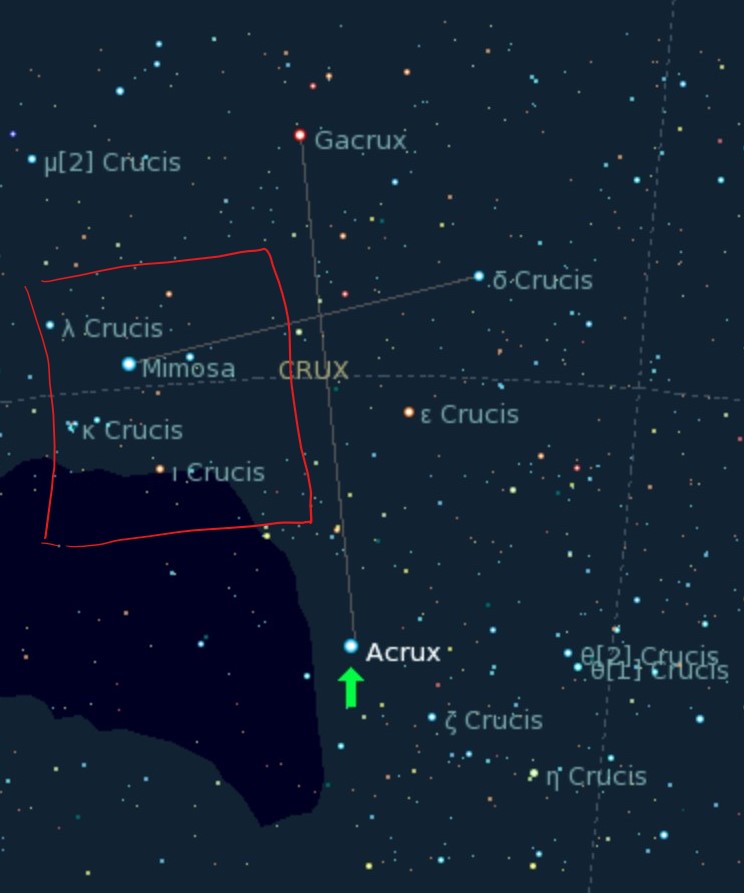 Gacrux
μ[2] Crucis
δ Crucis
λ Crucis
Mimosa
CRUX
ε Crucis
κ Crucis
ι Crucis
Acrux
θ[2] Crucis
θ[1] Crucis
ζ Crucis
η Crucis